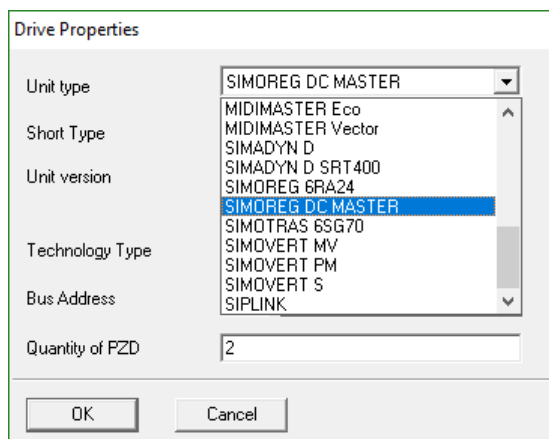 Drive Properties
Unit type
SIMOREG DC MASTER
MIDIMASTER Eco
MIDIMASTER Vector
Short Type
SIMADYN D
SIMADYN D SRT400
Unit version
SIMOREG 6RA24
SIMOREG DC MASTER
SIMOTRAS 6SG70
SIMOVERT MV
Technology Type
SIMOVERT PM
SIMOVERT S
Bus Address
SIPLINK
Quantity of PZD
2
OK
Cancel